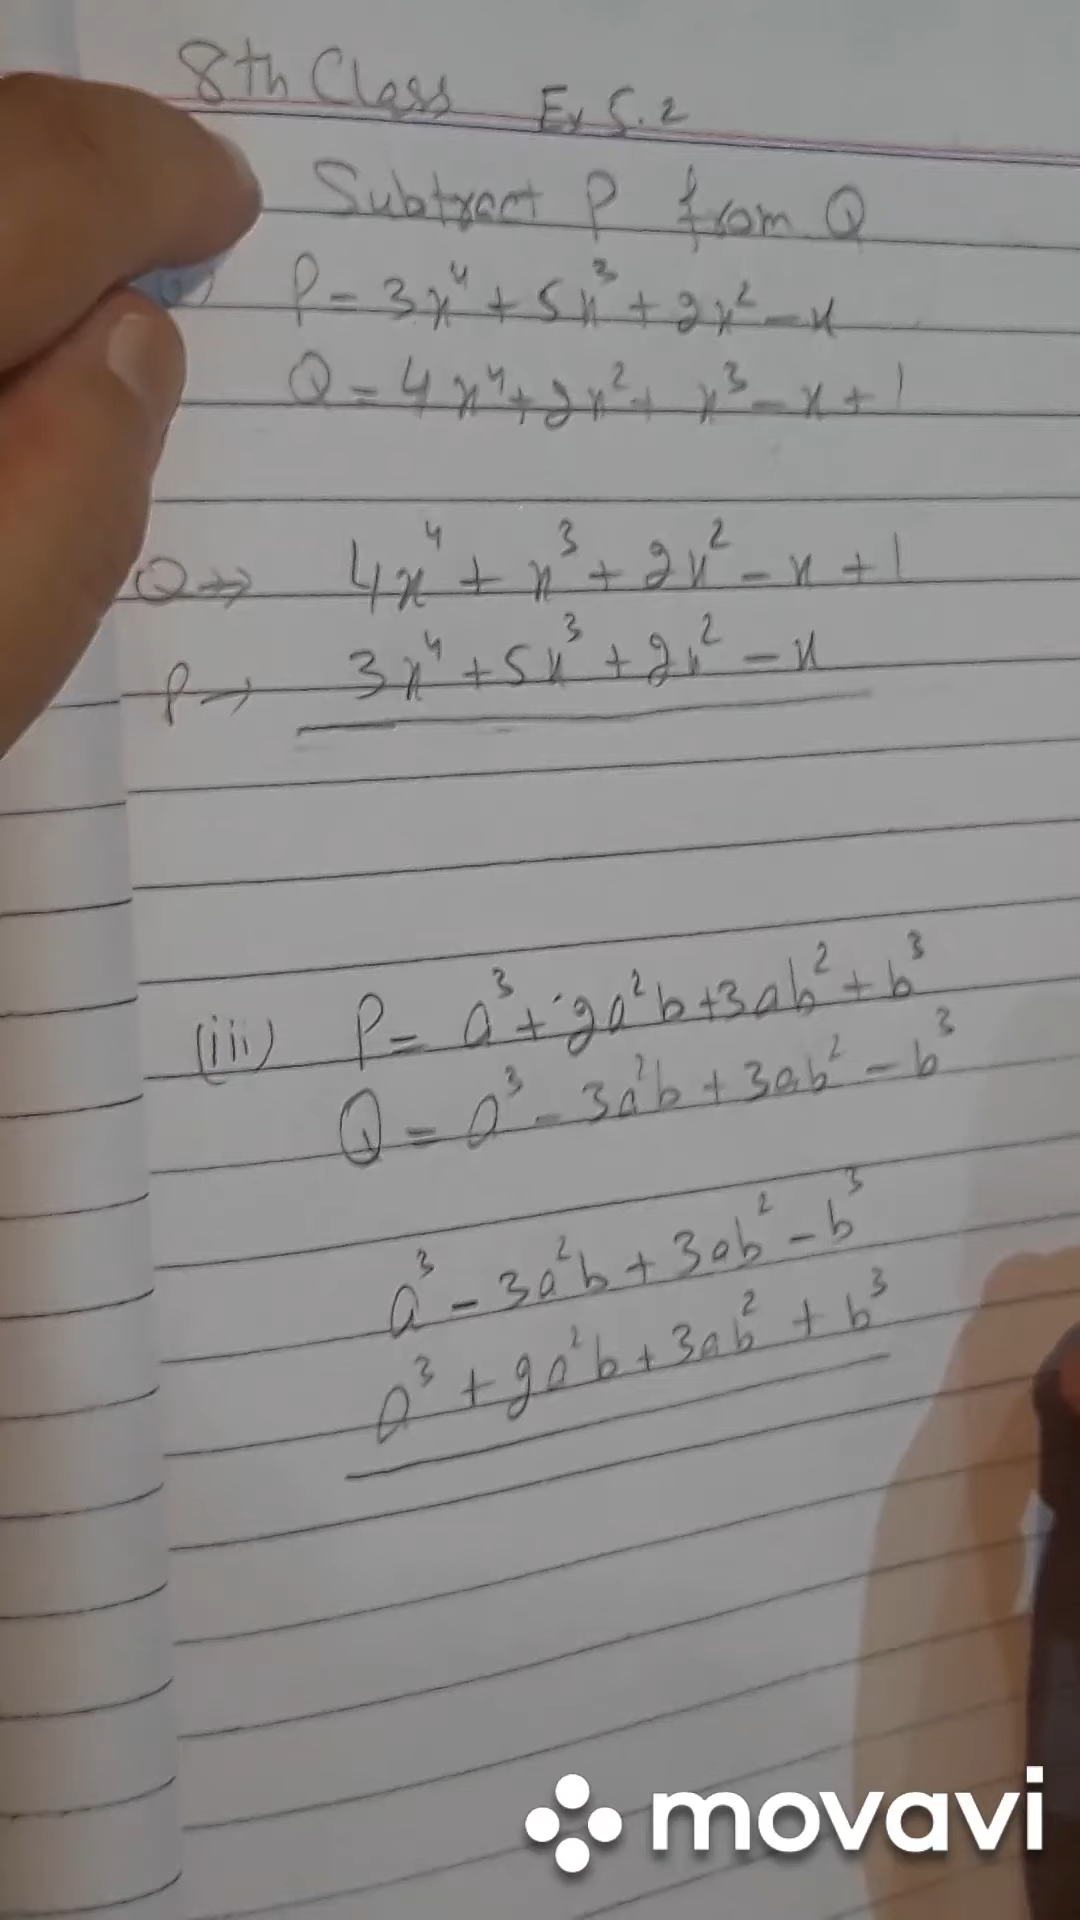 8th Class Ex 5.2
Subtract P from Q
P = 3x⁴ + 5x³ + 2x² - x
Q = 4x⁴ + 2x² + x³ - x + 1
Q → 4x⁴ + x³ + 2x² - x + 1
P → 3x⁴ + 5x³ + 2x² - x
(iii) P = a³ + 2a²b + 3ab² + b³
Q = a³ - 3a²b + 3ab² - b³
a³ - 3a²b + 3ab² - b³
a³ + 2a²b + 3ab² + b³
movavi